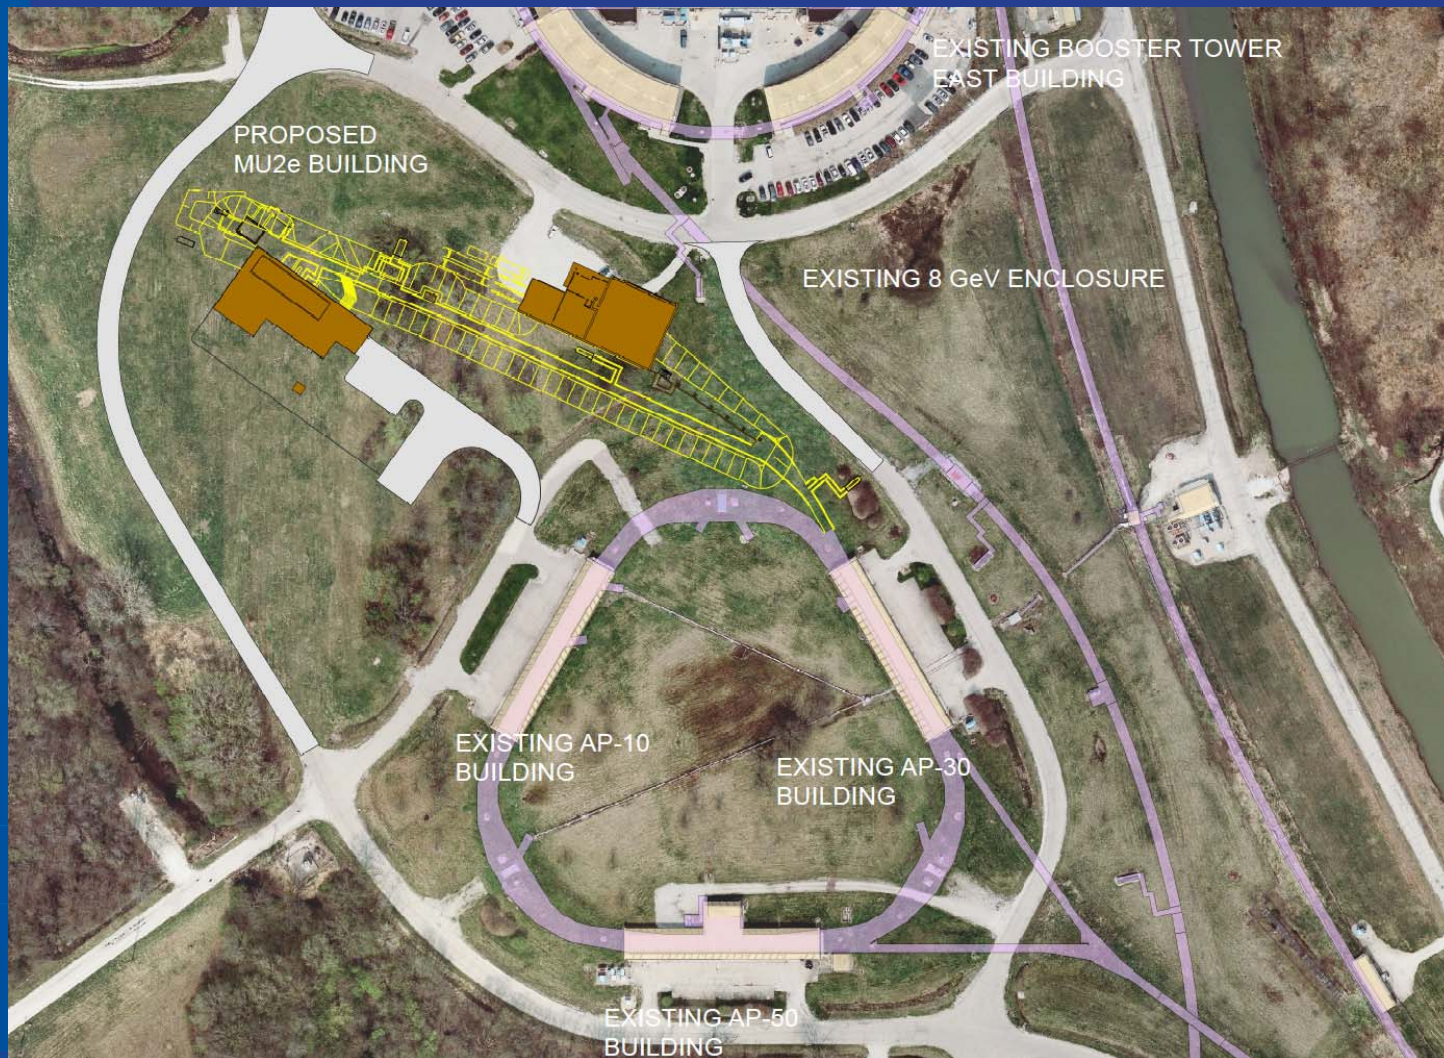 EXISTING BOOSTER TOWER
EAST BUILDING
PROPOSED
MU2e BUILDING
EXISTING 8 GeV ENCLOSURE
EXISTING AP-10
BUILDING
EXISTING AP-30
BUILDING
EXISTING AP-50
BUILDING